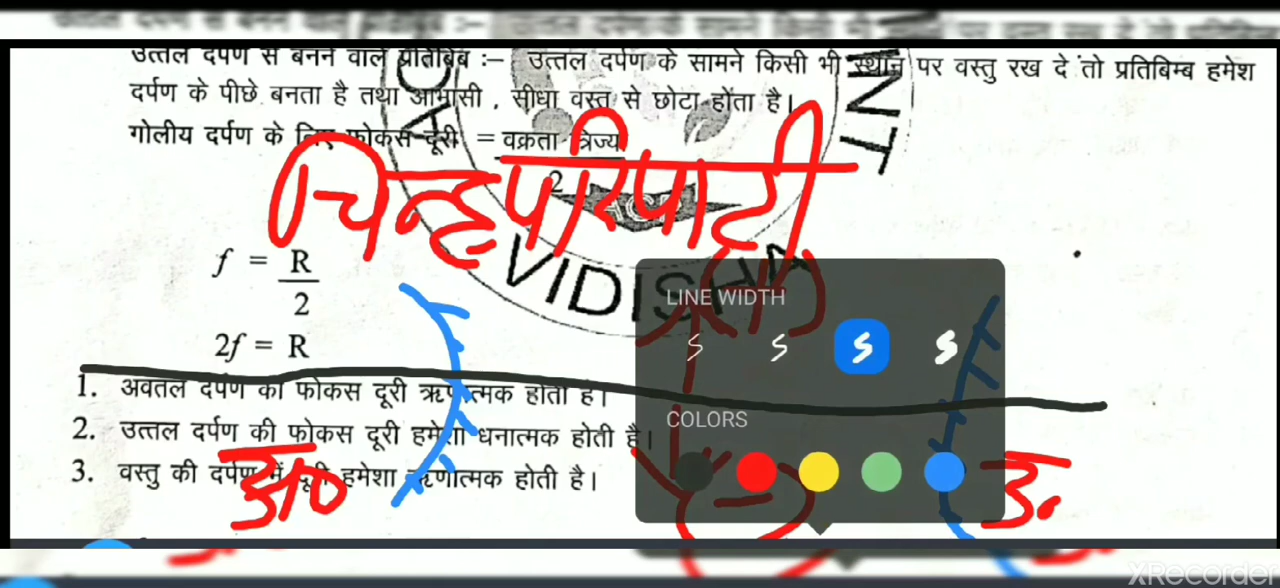 उत्तल दर्पण से बनने वाले प्रतिबिंब :– उत्तल दर्पण के सामने किसी भी स्थान पर वस्तु रख दे तो प्रतिबिम्ब हमेश
दर्पण के पीछे बनता है तथा आभासी , सीधा वस्तु से छोटा होता है।
गोलीय दर्पण के लिए फोकस दूरी = वक्रता त्रिज्य
2
चिन्ह परिपाटी
VIDISHA
f = R
2
2f = R
LINE WIDTH
1. अवतल दर्पण की फोकस दूरी ऋणात्मक होती है।
COLORS
2. उत्तल दर्पण की फोकस दूरी हमेशा धनात्मक होती है।
3. वस्तु की दर्पण में दूरी हमेशा ऋणात्मक होती है।
अ०
उ.
XRecorder